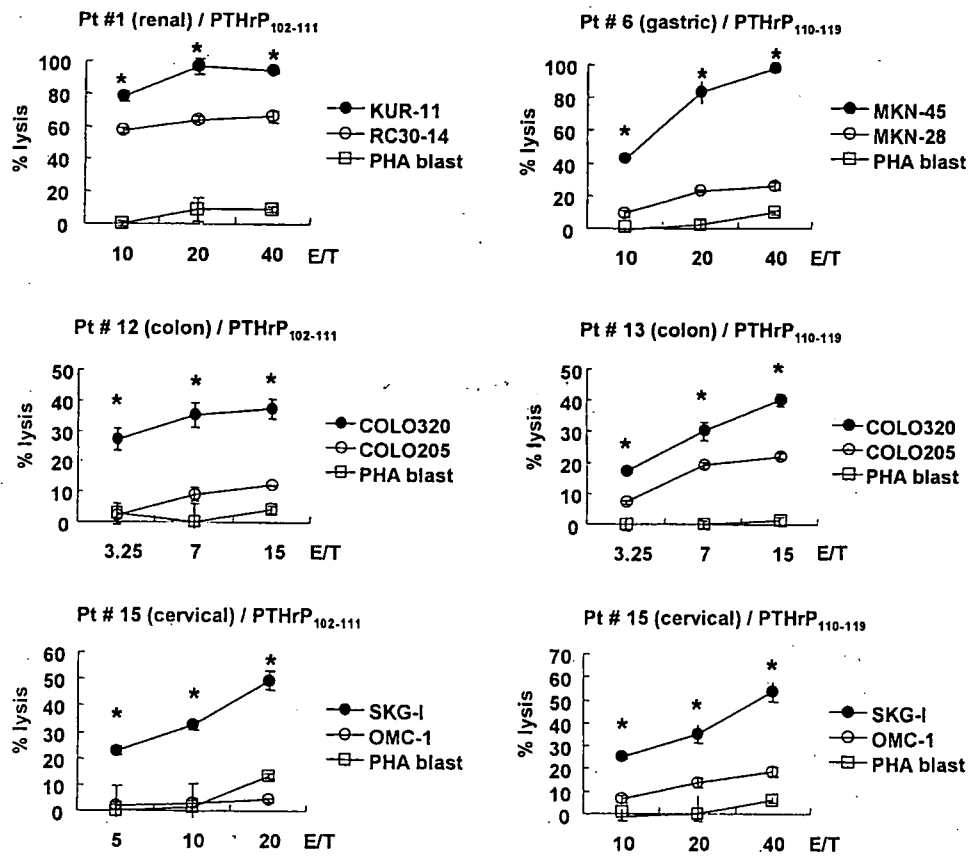 Pt #1 (renal) / PTHrP102-111
% lysis
100
80
60
40
20
0
* * *
10 20 40 E/T
KUR-11
RC30-14
PHA blast
Pt # 6 (gastric) / PTHrP110-119
% lysis
100
80
60
40
20
0
* * *
10 20 40 E/T
MKN-45
MKN-28
PHA blast
Pt # 12 (colon) / PTHrP102-111
% lysis
50
40
30
20
10
0
* * *
3.25 7 15 E/T
COLO320
COLO205
PHA blast
Pt # 13 (colon) / PTHrP110-119
% lysis
50
40
30
20
10
0
* * *
3.25 7 15 E/T
COLO320
COLO205
PHA blast
Pt # 15 (cervical) / PTHrP102-111
% lysis
60
50
40
30
20
10
0
* * *
5 10 20 E/T
SKG-I
OMC-1
PHA blast
Pt # 15 (cervical) / PTHrP110-119
% lysis
70
60
50
40
30
20
10
0
* * *
10 20 40 E/T
SKG-I
OMC-1
PHA blast